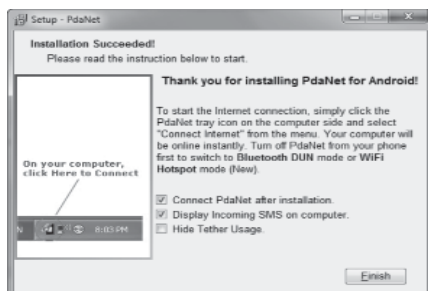 Setup - PdaNet
Installation Succeeded!
Please read the instruction below to start.
Thank you for installing PdaNet for Android!
To start the Internet connection, simply click the
PdaNet tray icon on the computer side and select
"Connect Internet" from the menu. Your computer will
be online instantly. Turn off PdaNet from your phone
first to switch to Bluetooth DUN mode or WiFi
Hotspot mode (New).
On your computer,
click Here to Connect
N
8:03 PM
Connect PdaNet after installation.
Display Incoming SMS on computer.
Hide Tether Usage.
Finish